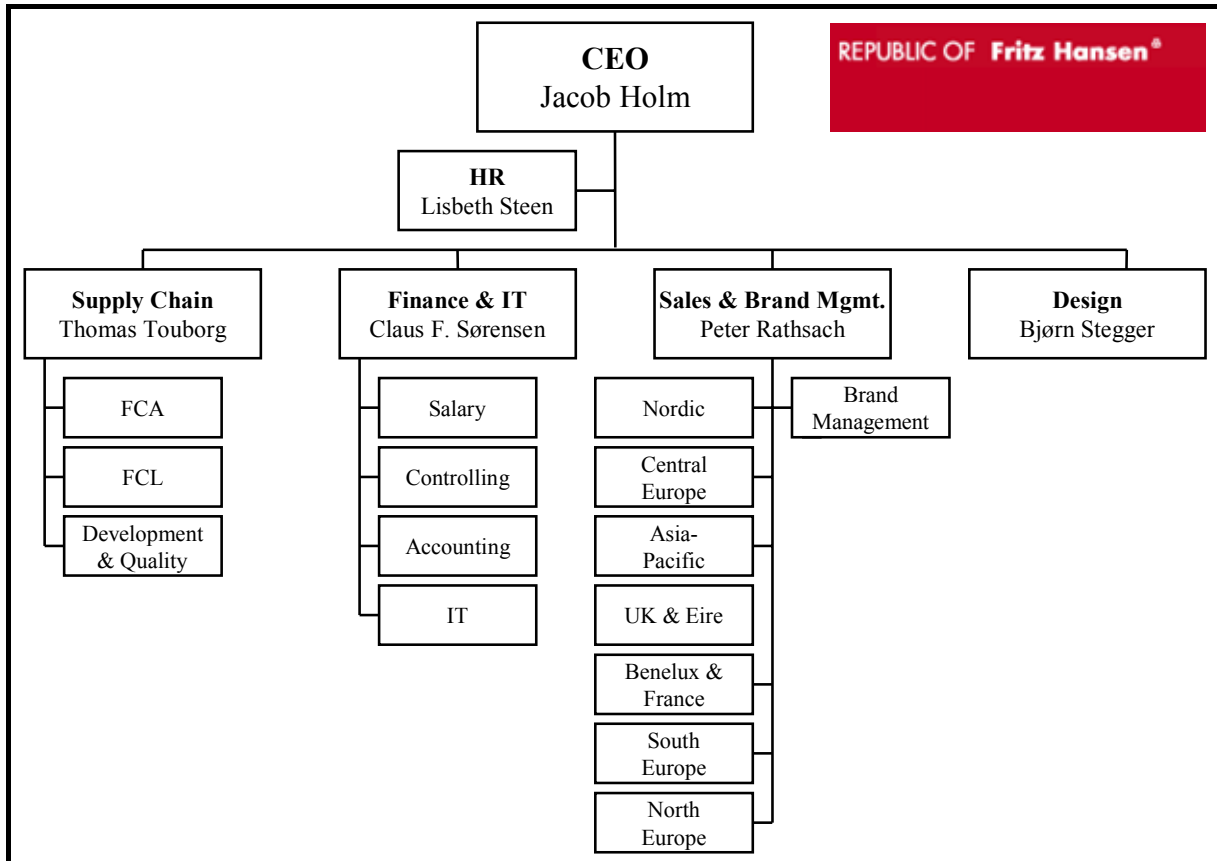 CEO
Jacob Holm
REPUBLIC OF Fritz Hansen®
HR
Lisbeth Steen
Supply Chain
Thomas Touborg
Finance & IT
Claus F. Sørensen
Sales & Brand Mgmt.
Peter Rathsach
Design
Bjørn Stegger
FCA
FCL
Development
& Quality
Salary
Controlling
Accounting
IT
Nordic
Central
Europe
Asia-
Pacific
UK & Eire
Benelux &
France
South
Europe
North
Europe
Brand
Management